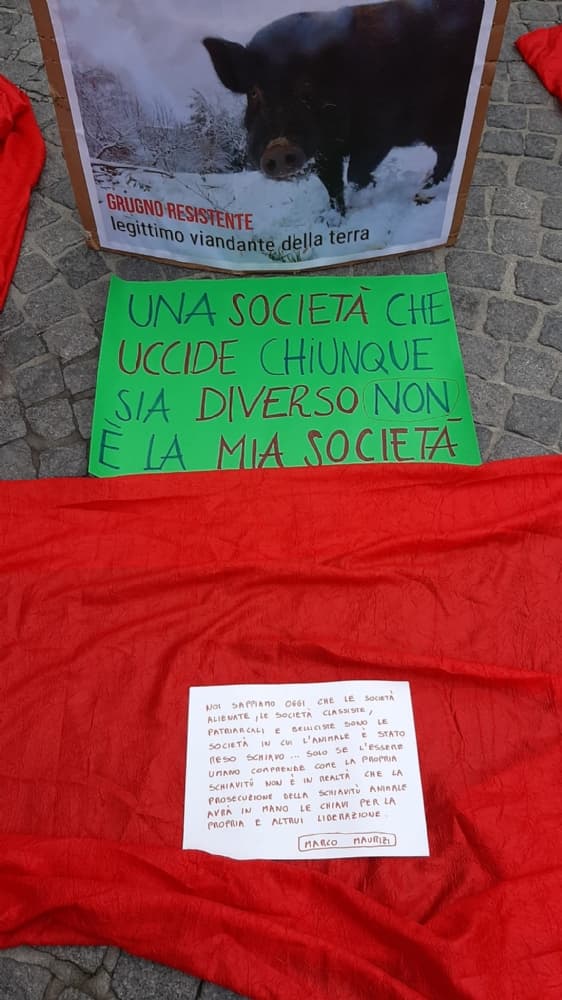 GRUGNO RESISTENTE
legittimo viandante della terra
UNA SOCIETÀ CHE
UCCIDE CHIUNQUE
SIA DIVERSO NON
È LA MIA SOCIETÀ
NOI SAPPIAMO OGGI CHE LE SOCIETÀ
ALIENATE, LE SOCIETÀ CLASSISTE,
PATRIARCALI E BELLICISTE SONO LE
SOCIETÀ IN CUI L'ANIMALE È STATO
RESO SCHIAVO... SOLO SE L'ESSERE
UMANO COMPRENDE COME LA PROPRIA
SCHIAVITÙ NON È IN REALTÀ CHE LA
PROSECUZIONE DELLA SCHIAVITÙ ANIMALE
AVRÀ IN MANO LE CHIAVI PER LA
PROPRIA E ALTRUI LIBERAZIONE.
MARCO MAURIZI